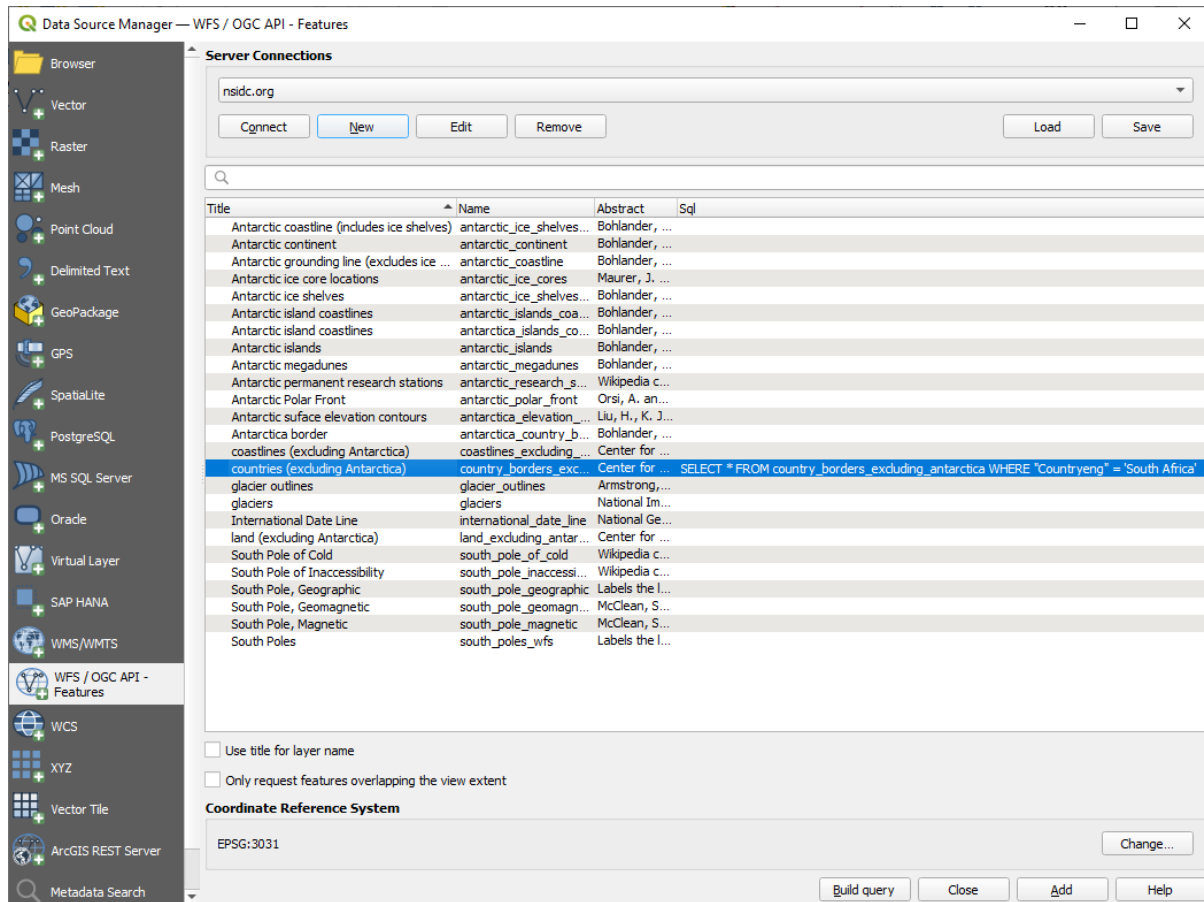 Data Source Manager — WFS / OGC API - Features
Browser
Vector
Raster
Mesh
Point Cloud
Delimited Text
GeoPackage
GPS
SpatiaLite
PostgreSQL
MS SQL Server
Oracle
Virtual Layer
SAP HANA
WMS/WMTS
WFS / OGC API -
Features
WCS
XYZ
Vector Tile
ArcGIS REST Server
Metadata Search
Server Connections
nsidc.org
Connect New Edit Remove Load Save
Title Name Abstract Sql
Antarctic coastline (includes ice shelves) antarctic_ice_shelves... Bohlander, ...
Antarctic continent antarctic_continent Bohlander, ...
Antarctic grounding line (excludes ice ... antarctic_coastline Bohlander, ...
Antarctic ice core locations antarctic_ice_cores Maurer, J. ...
Antarctic ice shelves antarctic_ice_shelves... Bohlander, ...
Antarctic island coastlines antarctic_islands_coa... Bohlander, ...
Antarctic island coastlines antarctica_islands_co... Bohlander, ...
Antarctic islands antarctic_islands Bohlander, ...
Antarctic megadunes antarctic_megadunes Bohlander, ...
Antarctic permanent research stations antarctic_research_s... Wikipedia c...
Antarctic Polar Front antarctic_polar_front Orsi, A. an...
Antarctic suface elevation contours antarctica_elevation_... Liu, H., K. J...
Antarctica border antarctica_country_b... Bohlander, ...
coastlines (excluding Antarctica) coastlines_excluding_... Center for ...
countries (excluding Antarctica) country_borders_exc... Center for ... SELECT * FROM country_borders_excluding_antarctica WHERE "Countryeng" = 'South Africa'
glacier outlines glacier_outlines Armstrong,...
glaciers glaciers National Im...
International Date Line international_date_line National Ge...
land (excluding Antarctica) land_excluding_antar... Center for ...
South Pole of Cold south_pole_of_cold Wikipedia c...
South Pole of Inaccessibility south_pole_inaccessi... Wikipedia c...
South Pole, Geographic south_pole_geographic Labels the l...
South Pole, Geomagnetic south_pole_geomagn... McClean, S...
South Pole, Magnetic south_pole_magnetic McClean, S...
South Poles south_poles_wfs Labels the l...
Use title for layer name
Only request features overlapping the view extent
Coordinate Reference System
EPSG:3031 Change...
Build query Close Add Help